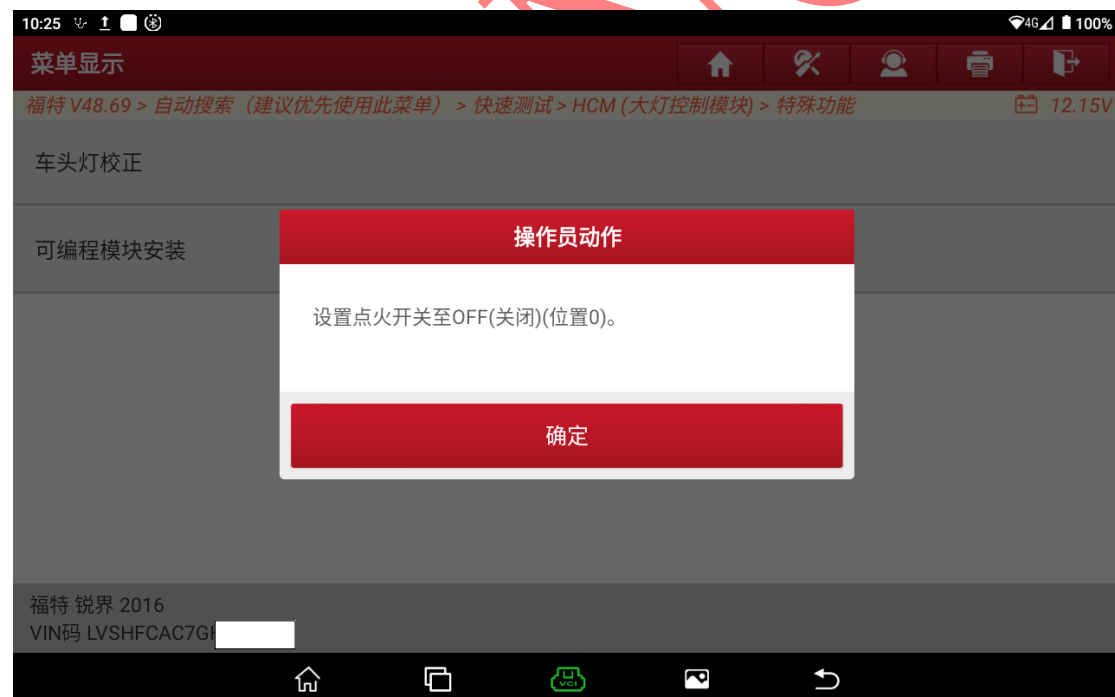 10:25
4G 100%
菜单显示
福特 V48.69 > 自动搜索（建议优先使用此菜单） > 快速测试 > HCM (大灯控制模块) > 特殊功能
12.15V
车头灯校正
可编程模块安装
操作员动作
设置点火开关至OFF(关闭)(位置0)。
确定
福特 锐界 2016
VIN码 LVSHFCAC7G
VCI